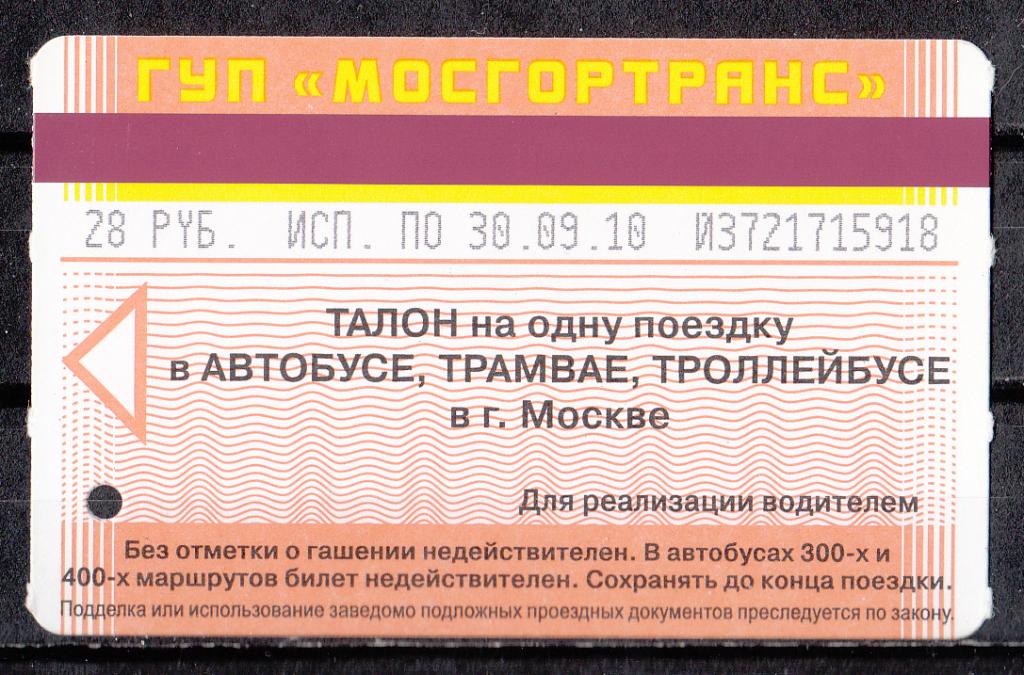 ГУП «МОСГОРТРАНС»
28 РУБ. ИСП. ПО 30.09.10 И3721715918
ТАЛОН на одну поездку
в АВТОБУСЕ, ТРАМВАЕ, ТРОЛЛЕЙБУСЕ
в г. Москве
Для реализации водителем
Без отметки о гашении недействителен. В автобусах 300-х и
400-х маршрутов билет недействителен. Сохранять до конца поездки.
Подделка или использование заведомо подложных проездных документов преследуется по закону.